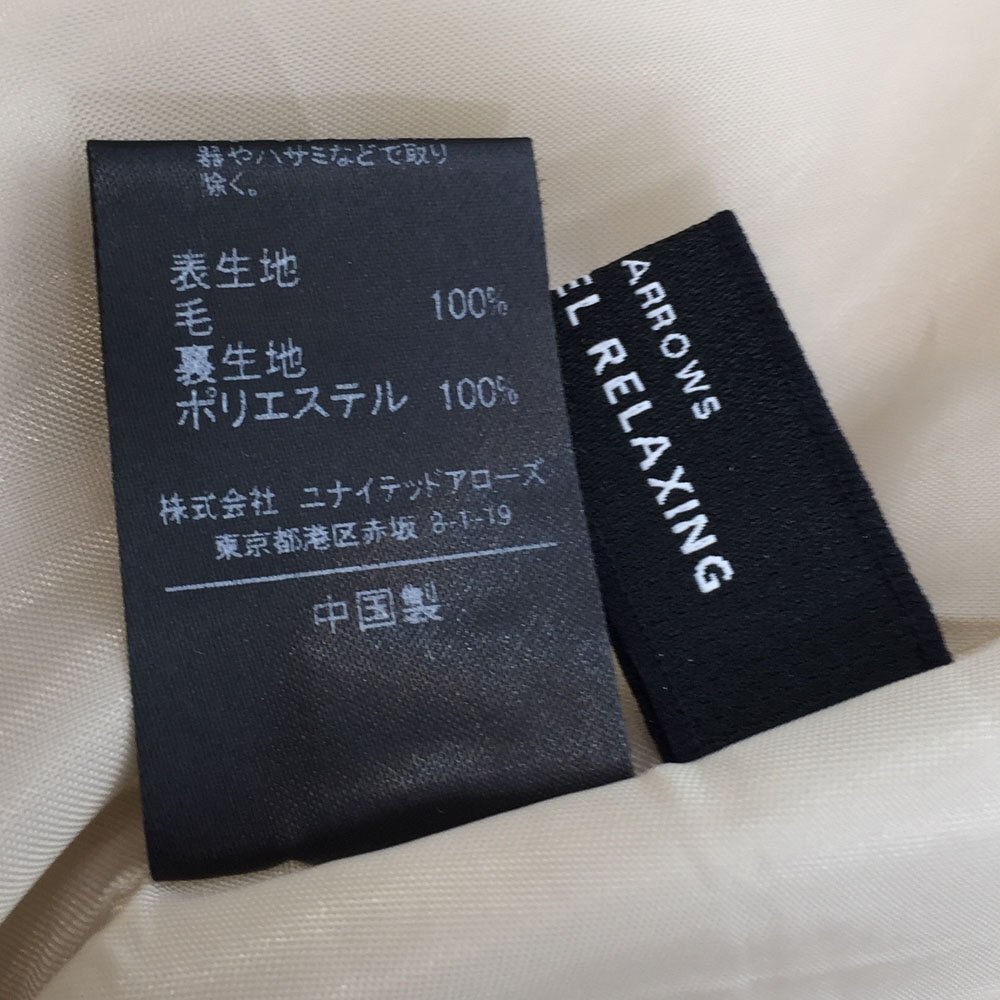 器やハサミなどで取り
除く。
表生地
毛 100%
裏生地
ポリエステル 100%
株式会社 ユナイテッドアローズ
東京都港区赤坂 8-1-19
中国製
ARROWS
EL RELAXING